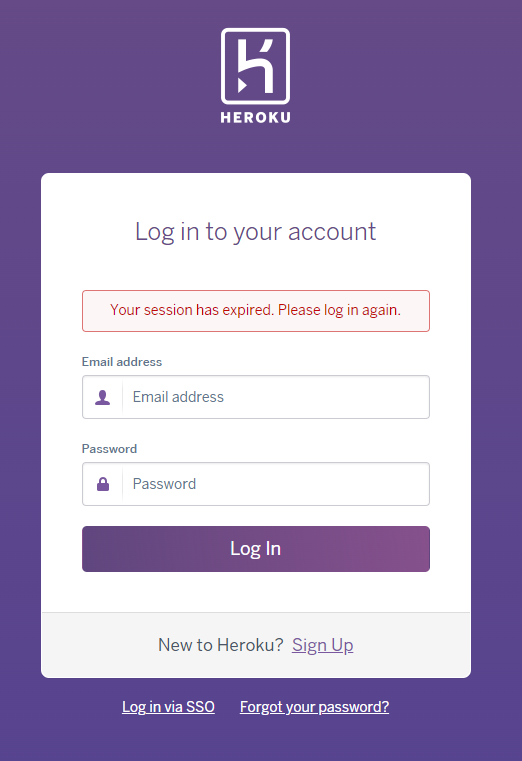 HEROKU
Log in to your account
Your session has expired. Please log in again.
Email address
Email address
Password
Password
Log In
New to Heroku? Sign Up
Log in via SSO Forgot your password?